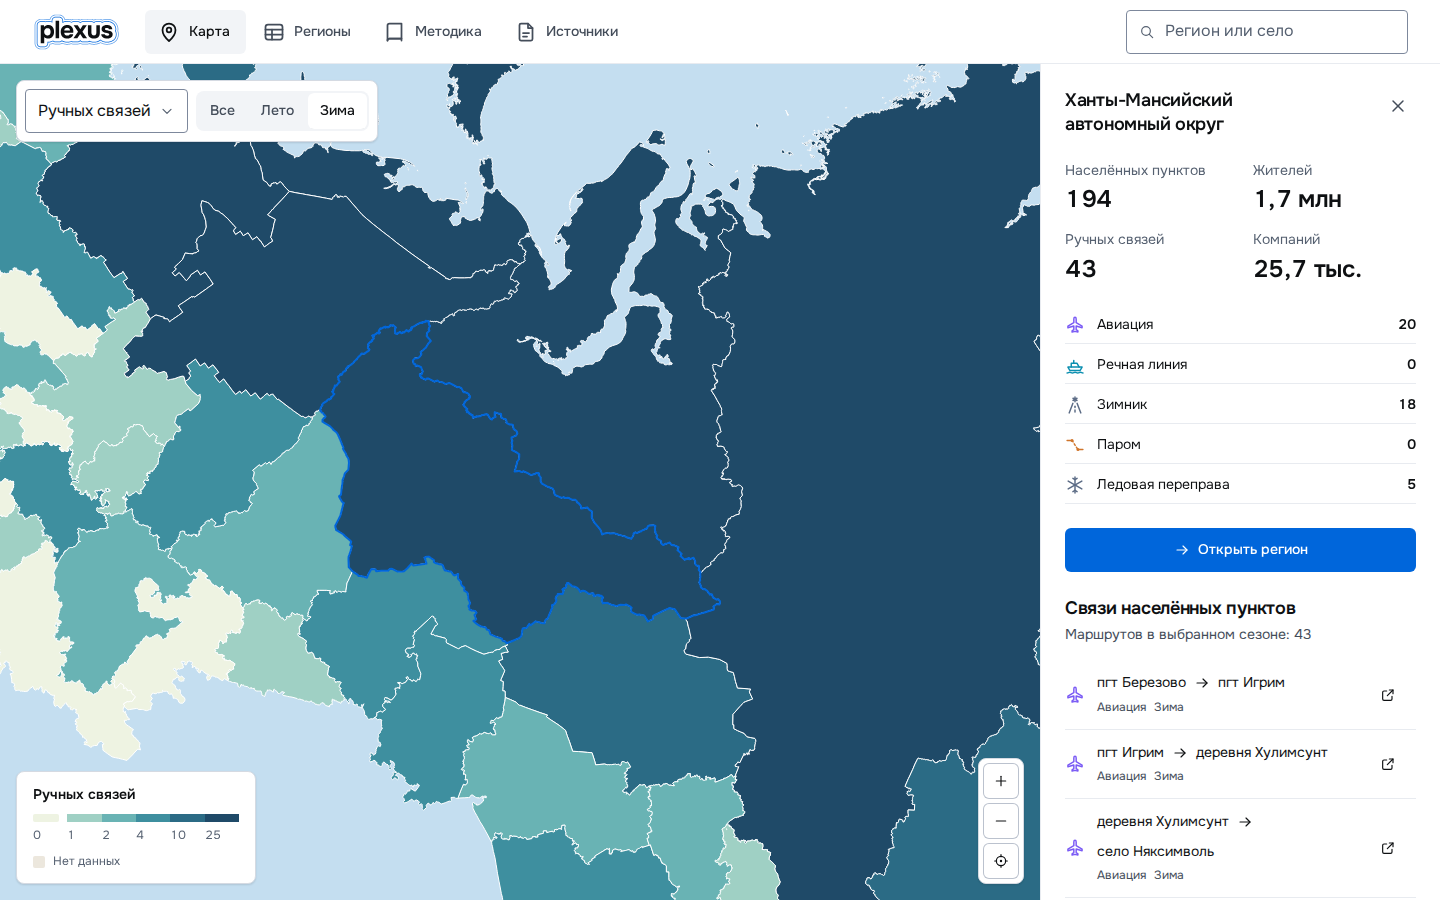 plexus
Карта
Регионы
Методика
Источники
Регион или село
Ручных связей
Все
Лето
Зима
Ханты-Мансийский
автономный округ
Населённых пунктов
Жителей
194
1,7 млн
Ручных связей
Компаний
43
25,7 тыс.
Авиация
20
Речная линия
0
Зимник
18
Паром
0
Ледовая переправа
5
Открыть регион
Связи населённых пунктов
Маршрутов в выбранном сезоне: 43
пгт Березово → пгт Игрим
Авиация Зима
пгт Игрим → деревня Хулимсунт
Авиация Зима
деревня Хулимсунт →
село Няксимволь
Авиация Зима
Ручных связей
0 1 2 4 10 25
Нет данных